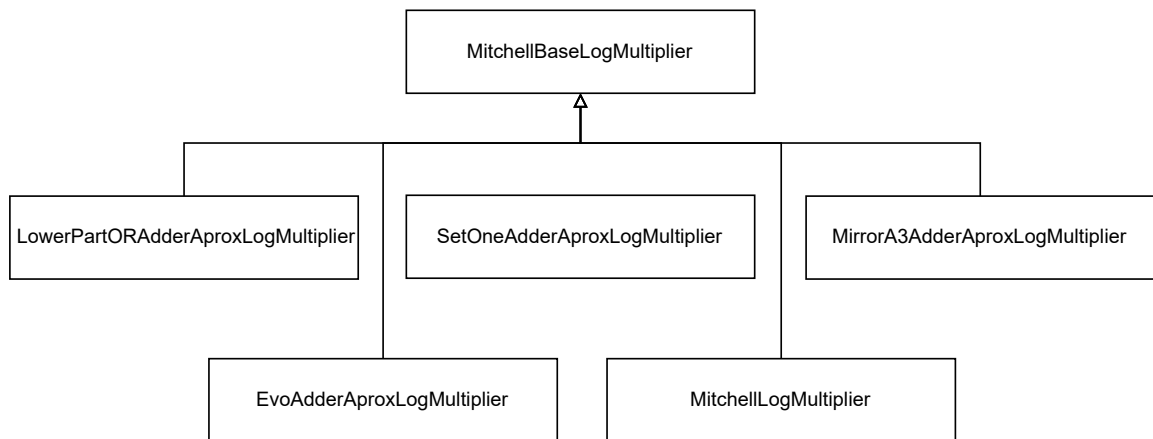 MitchellBaseLogMultiplier
LowerPartORAdderAproxLogMultiplier
SetOneAdderAproxLogMultiplier
MirrorA3AdderAproxLogMultiplier
EvoAdderAproxLogMultiplier
MitchellLogMultiplier